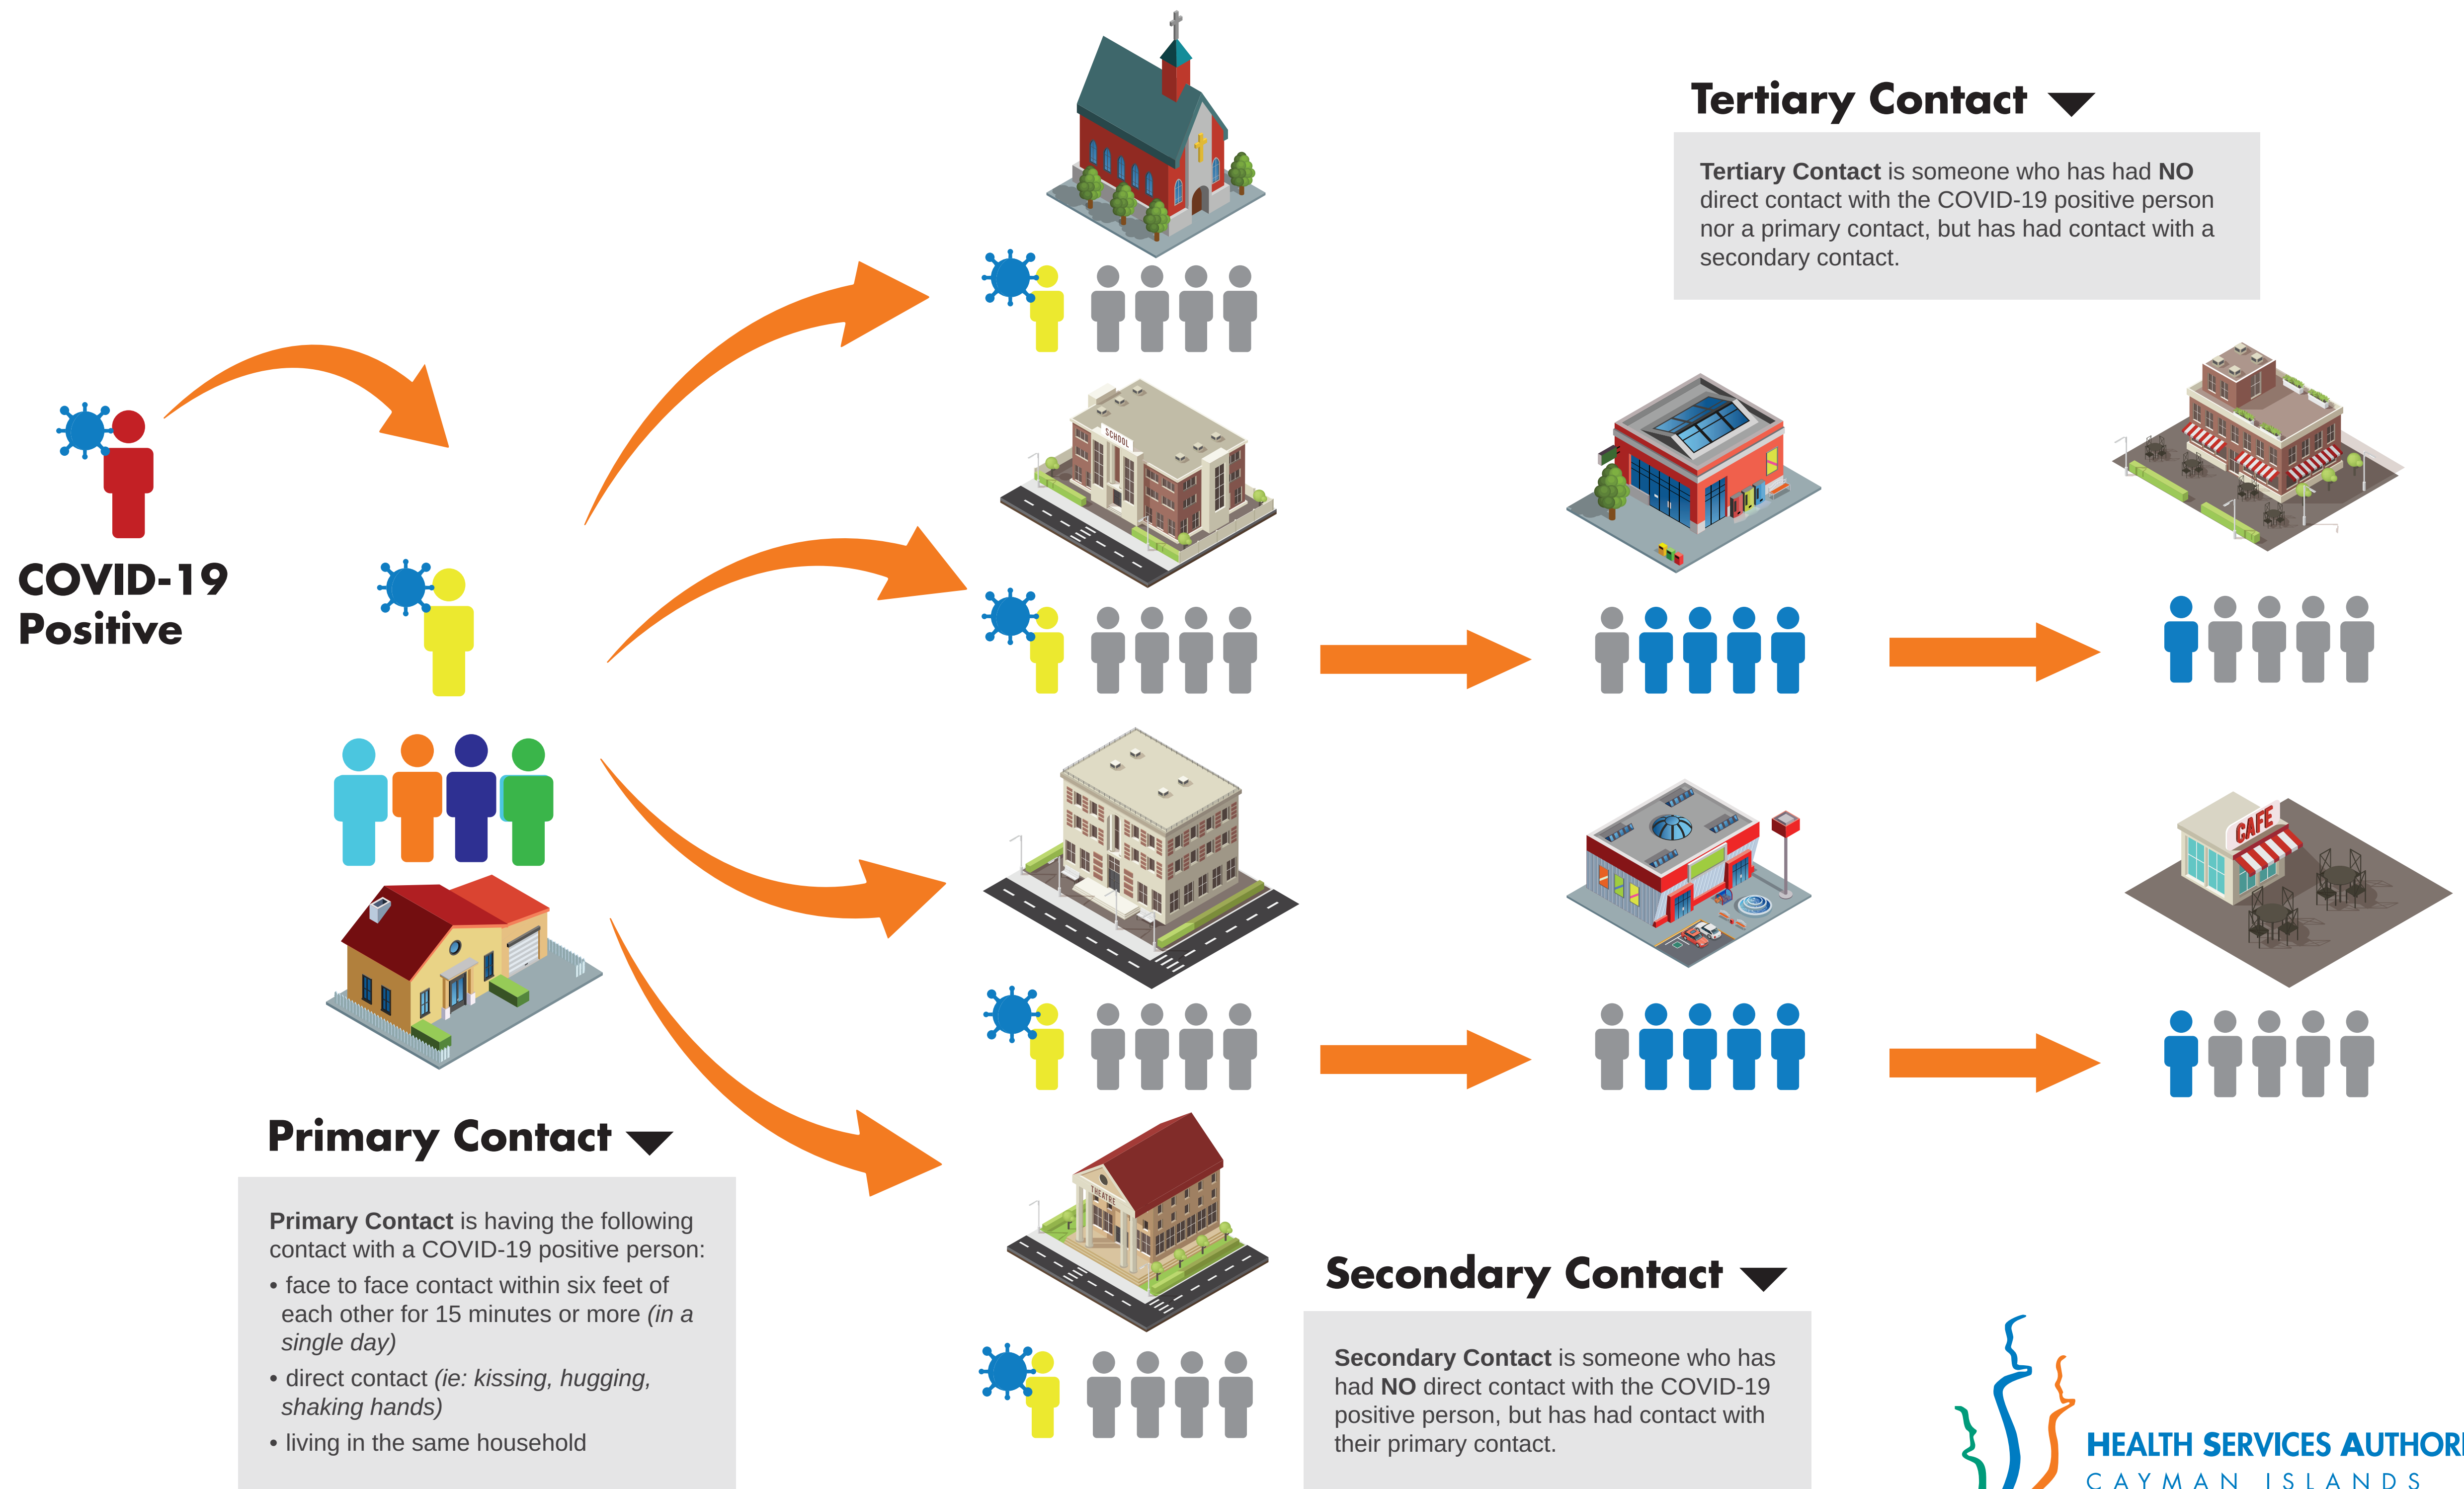 Tertiary Contact
Tertiary Contact is someone who has had NO
direct contact with the COVID-19 positive person
nor a primary contact, but has had contact with a
secondary contact.
SCHOOL
COVID-19
Positive
CAFE
Primary Contact
Primary Contact is having the following
contact with a COVID-19 positive person:
• face to face contact within six feet of
each other for 15 minutes or more (in a
single day)
• direct contact (ie: kissing, hugging,
shaking hands)
• living in the same household
THEATRE
Secondary Contact
Secondary Contact is someone who has
had NO direct contact with the COVID-19
positive person, but has had contact with
their primary contact.
HEALTH SERVICES AUTHOR
CAYMAN ISLANDS